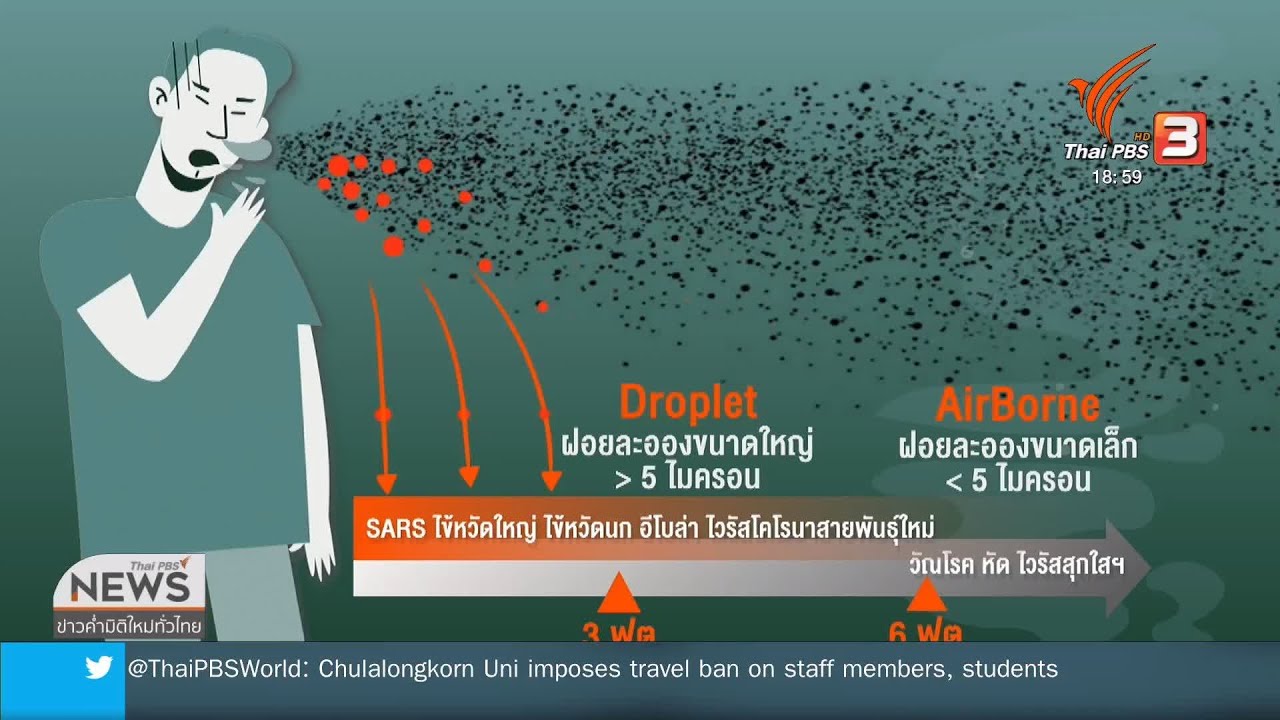 Thai PBS HD 3
18:59
Droplet
ฝอยละอองขนาดใหญ่
> 5 ไมครอน
AirBorne
ฝอยละอองขนาดเล็ก
< 5 ไมครอน
SARS ไข้หวัดใหญ่ ไข้หวัดนก อีโบล่า ไวรัสโคโรนาสายพันธุ์ใหม่
วัณโรค หัด ไวรัสสุกใสฯ
3 ฟุต
6 ฟุต
Thai PBS
NEWS
ข่าวค่ำมิติใหม่ทั่วไทย
@ThaiPBSWorld: Chulalongkorn Uni imposes travel ban on staff members, students